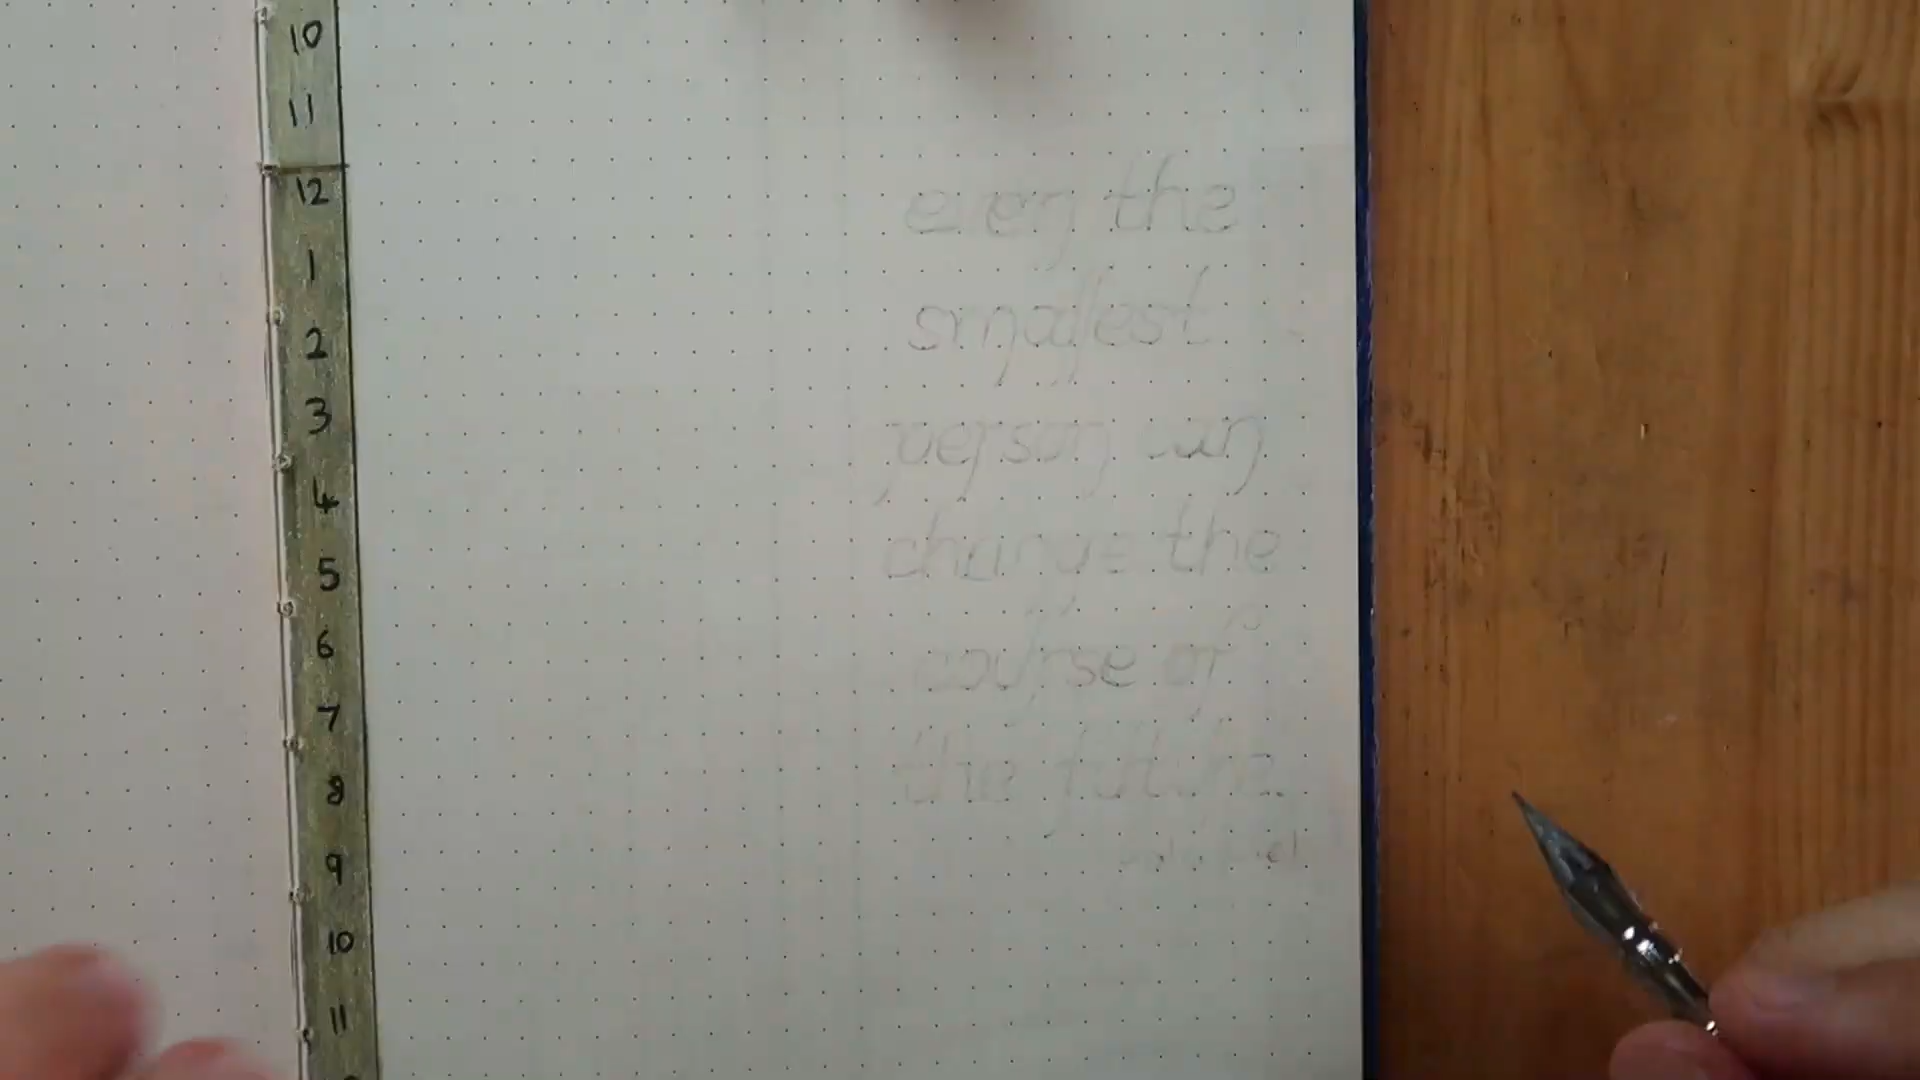 10
11
12
1
2
3
4
5
6
7
8
9
10
11
even the
smallest
person can
change the
course of
the future.